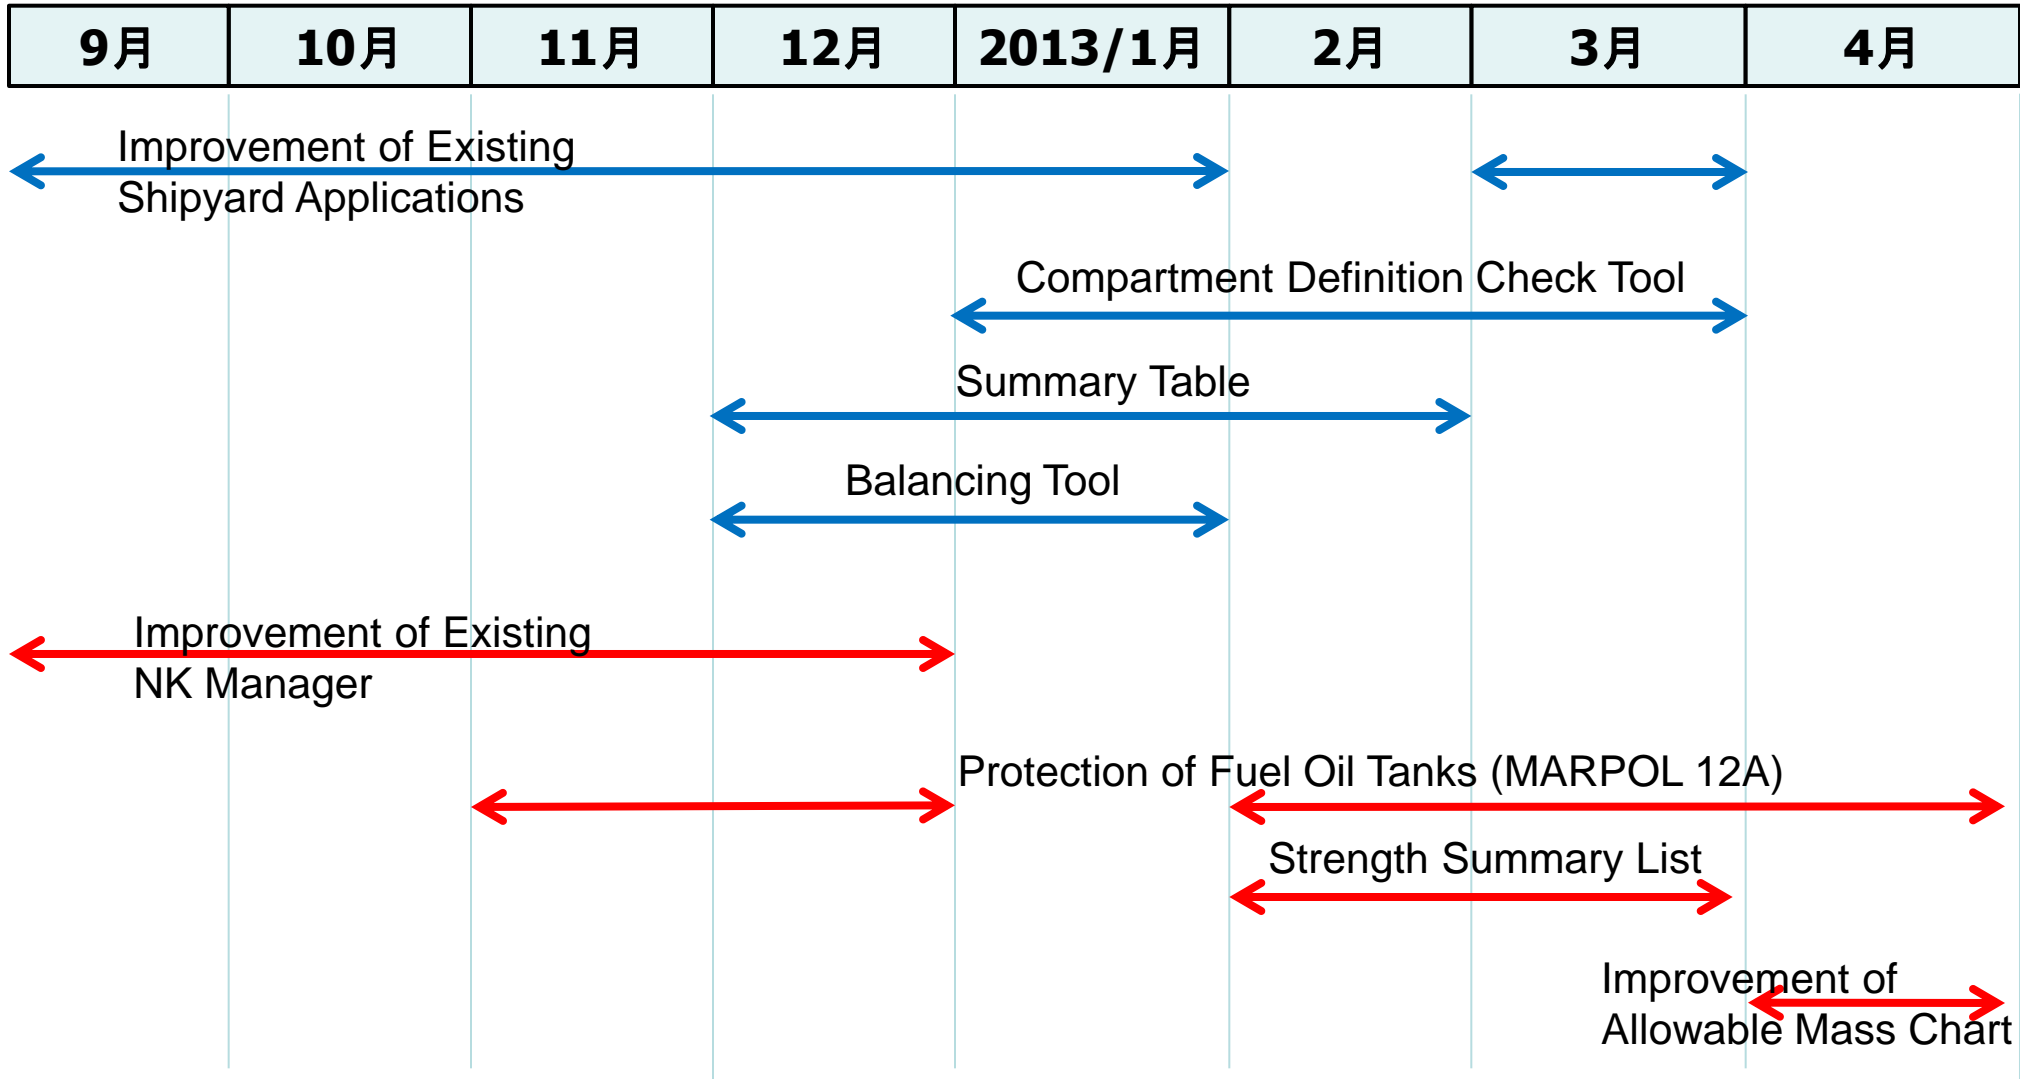 9月 10月 11月 12月 2013/1月 2月 3月 4月
Improvement of Existing
Shipyard Applications
Compartment Definition Check Tool
Summary Table
Balancing Tool
Improvement of Existing
NK Manager
Protection of Fuel Oil Tanks (MARPOL 12A)
Strength Summary List
Improvement of
Allowable Mass Chart